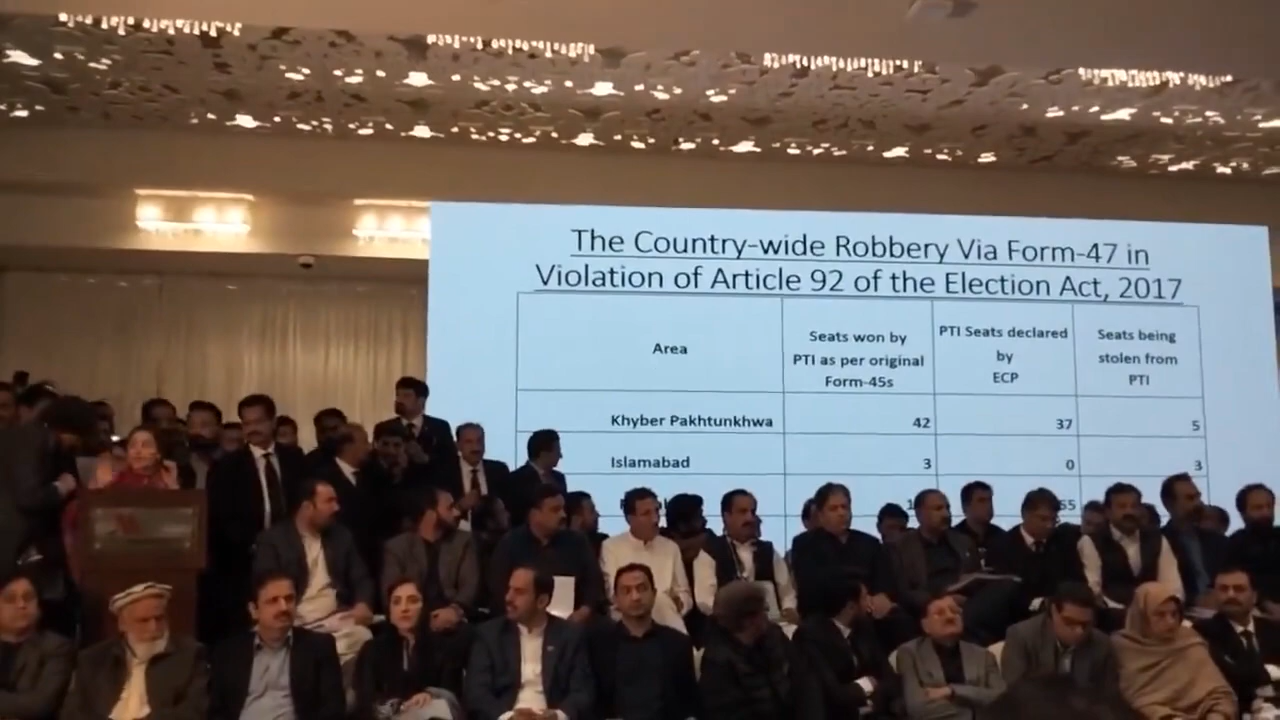 The Country-wide Robbery Via Form-47 in
Violation of Article 92 of the Election Act, 2017
Area
Seats won by
PTI as per original
Form-45s
PTI Seats declared
by
ECP
Seats being
stolen from
PTI
Khyber Pakhtunkhwa 42 37 5
Islamabad 3 0 3
55